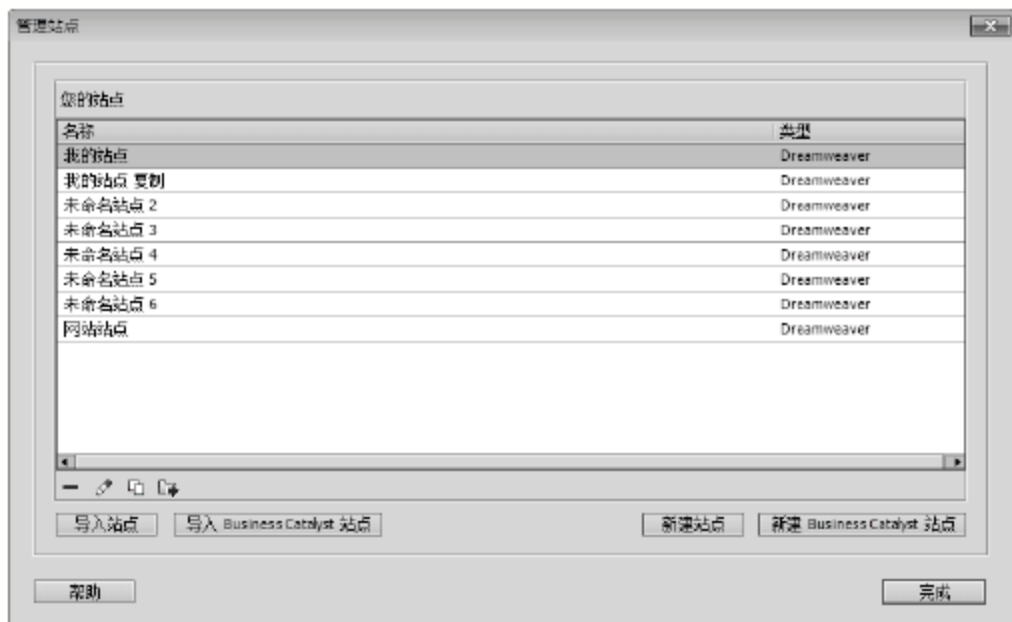 管理站点
您的站点
名称 类型
我的站点 Dreamweaver
我的站点 复制 Dreamweaver
未命名站点 2 Dreamweaver
未命名站点 3 Dreamweaver
未命名站点 4 Dreamweaver
未命名站点 5 Dreamweaver
未命名站点 6 Dreamweaver
网站站点 Dreamweaver
导入站点 导入 Business Catalyst 站点 新建站点 新建 Business Catalyst 站点
帮助 完成